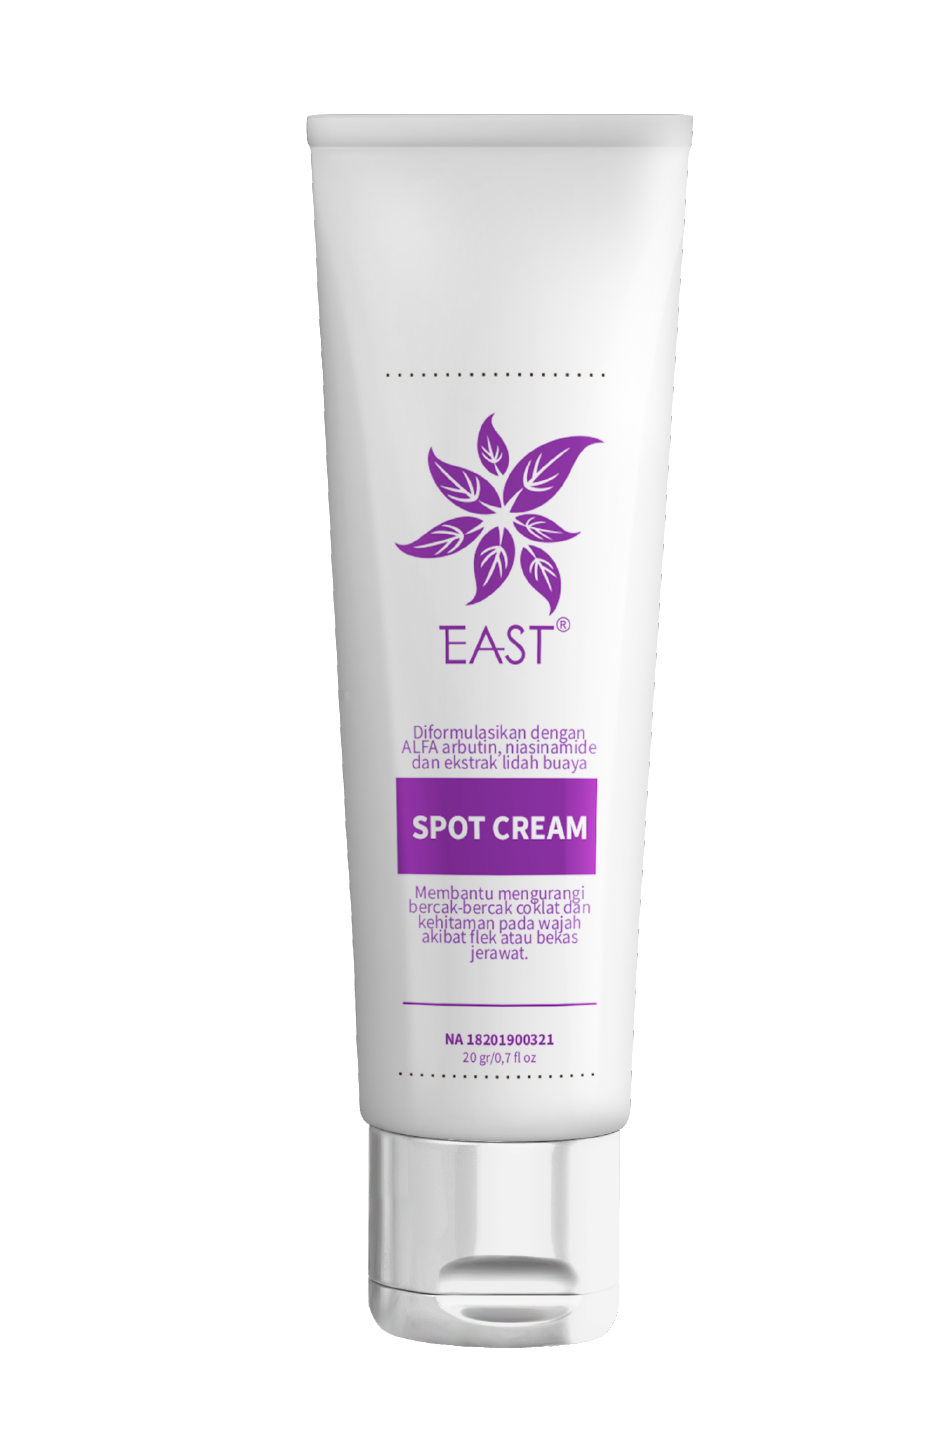 EAST®
Diformulasikan dengan
ALFA arbutin, niasinamide
dan ekstrak lidah buaya
SPOT CREAM
Membantu mengurangi
bercak-bercak coklat dan
kehitaman pada wajah
akibat flek atau bekas
jerawat.
NA 18201900321
20 gr/0,7 fl oz